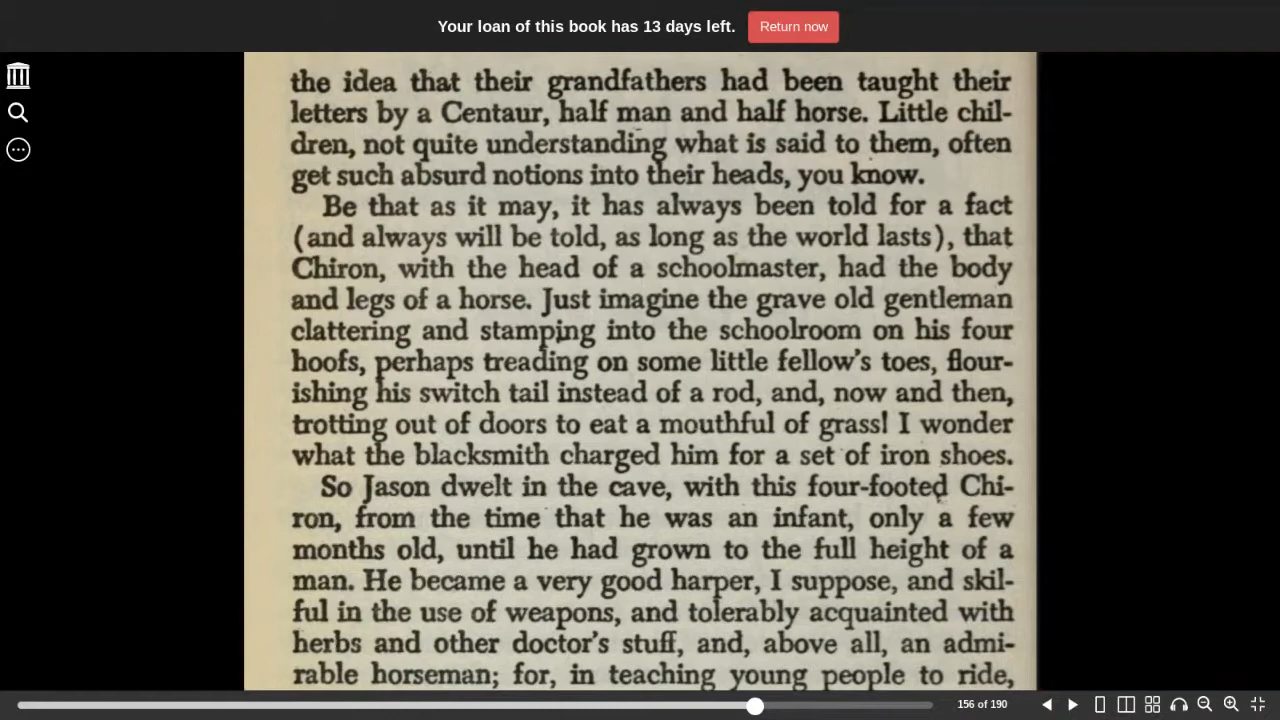 Your loan of this book has 13 days left. Return now
the idea that their grandfathers had been taught their
letters by a Centaur, half man and half horse. Little chil-
dren, not quite understanding what is said to them, often
get such absurd notions into their heads, you know.
Be that as it may, it has always been told for a fact
(and always will be told, as long as the world lasts), that
Chiron, with the head of a schoolmaster, had the body
and legs of a horse. Just imagine the grave old gentleman
clattering and stamping into the schoolroom on his four
hoofs, perhaps treading on some little fellow's toes, flour-
ishing his switch tail instead of a rod, and, now and then,
trotting out of doors to eat a mouthful of grass! I wonder
what the blacksmith charged him for a set of iron shoes.
So Jason dwelt in the cave, with this four-footed Chi-
ron, from the time that he was an infant, only a few
months old, until he had grown to the full height of a
man. He became a very good harper, I suppose, and skil-
ful in the use of weapons, and tolerably acquainted with
herbs and other doctor's stuff, and, above all, an admi-
rable horseman; for, in teaching young people to ride,
156 of 190